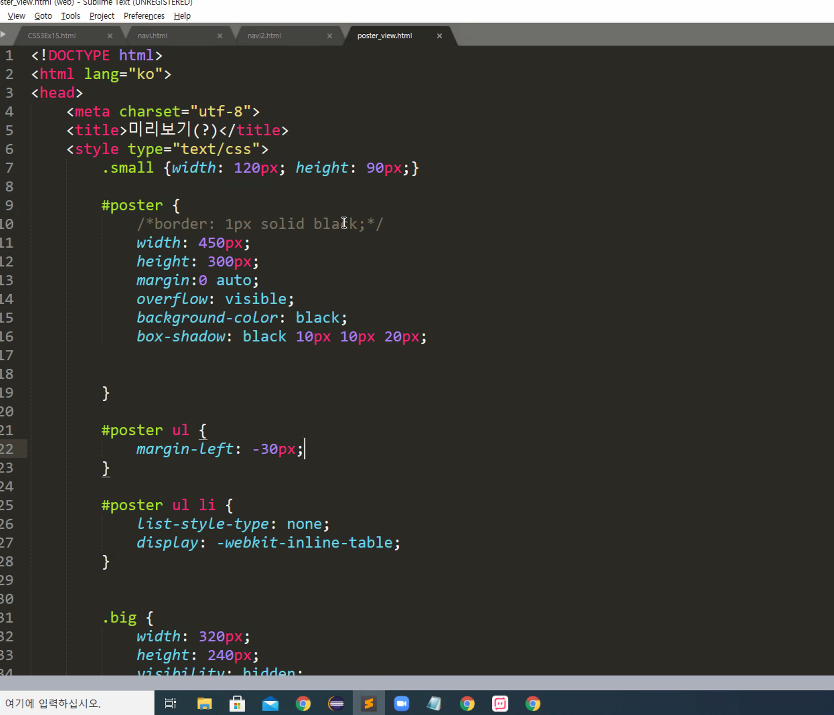 ster_view.html (web) - Sublime Text (UNREGISTERED)
View Goto Tools Project Preferences Help
CSS3Ex15.html × navi.html × navi2.html × poster_view.html ×
1 <!DOCTYPE html>
2 <html lang="ko">
3 <head>
4 <meta charset="utf-8">
5 <title>미리보기(?)</title>
6 <style type="text/css">
7 .small {width: 120px; height: 90px;}
8
9 #poster {
10 /*border: 1px solid black;*/
11 width: 450px;
12 height: 300px;
13 margin:0 auto;
14 overflow: visible;
15 background-color: black;
16 box-shadow: black 10px 10px 20px;
17
18
19 }
20
21 #poster ul {
22 margin-left: -30px;
23 }
24
25 #poster ul li {
26 list-style-type: none;
27 display: -webkit-inline-table;
28 }
29
30
31 .big {
32 width: 320px;
33 height: 240px;
34 visibility: hidden;
여기에 입력하십시오.